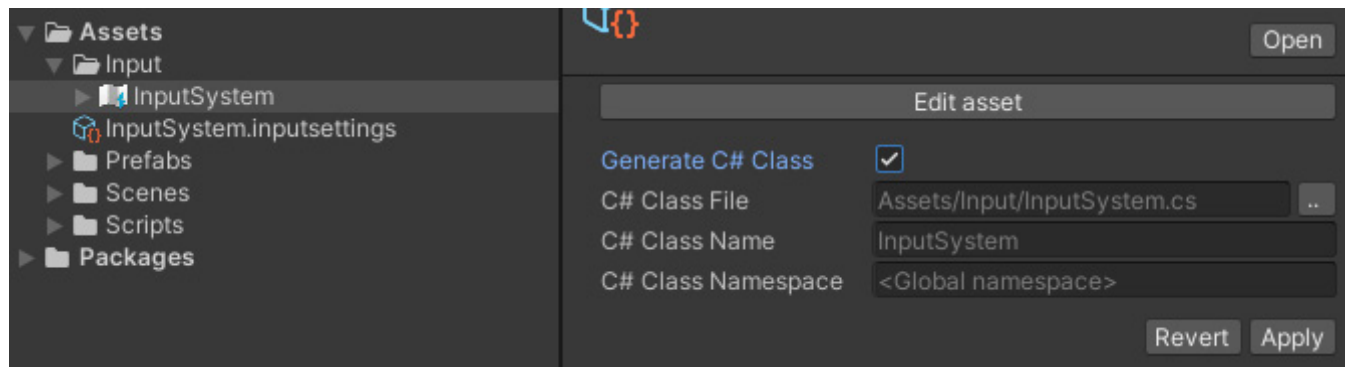 Assets
Input
InputSystem
InputSystem.inputsettings
Prefabs
Scenes
Scripts
Packages
Open
Edit asset
Generate C# Class
C# Class File Assets/Input/InputSystem.cs ..
C# Class Name InputSystem
C# Class Namespace <Global namespace>
Revert Apply